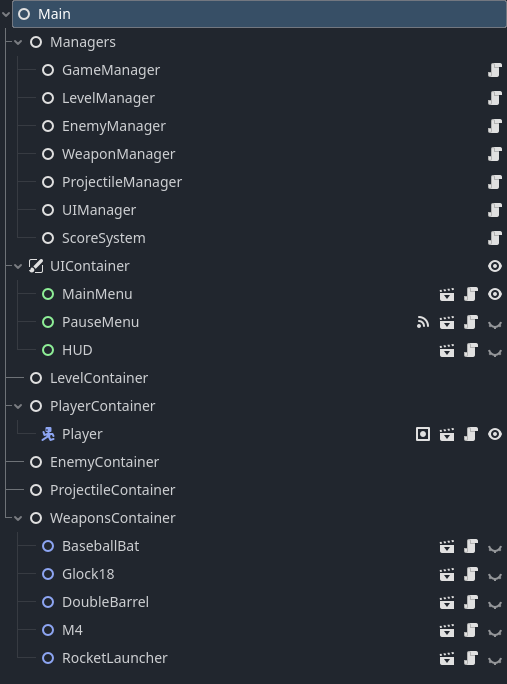 Main
Managers
GameManager
LevelManager
EnemyManager
WeaponManager
ProjectileManager
UIManager
ScoreSystem
UIContainer
MainMenu
PauseMenu
HUD
LevelContainer
PlayerContainer
Player
EnemyContainer
ProjectileContainer
WeaponsContainer
BaseballBat
Glock18
DoubleBarrel
M4
RocketLauncher